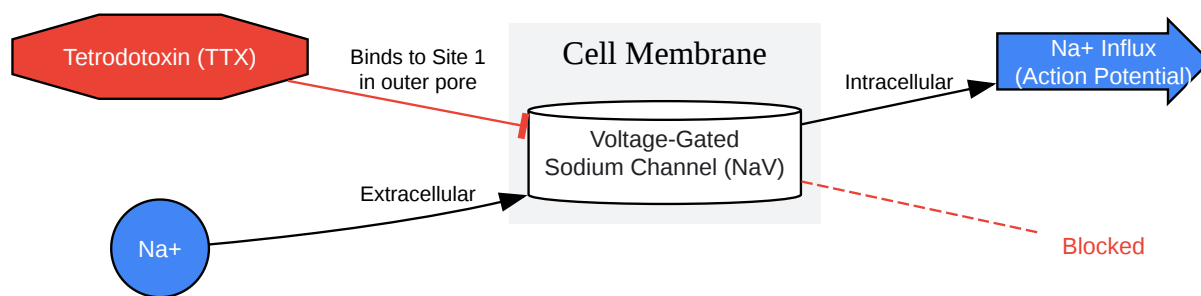 Tetrodotoxin (TTX)
Binds to Site 1
in outer pore
Cell Membrane
Voltage-Gated
Sodium Channel (NaV)
Intracellular
Na+ Influx
(Action Potential)
Extracellular
Na+
Blocked